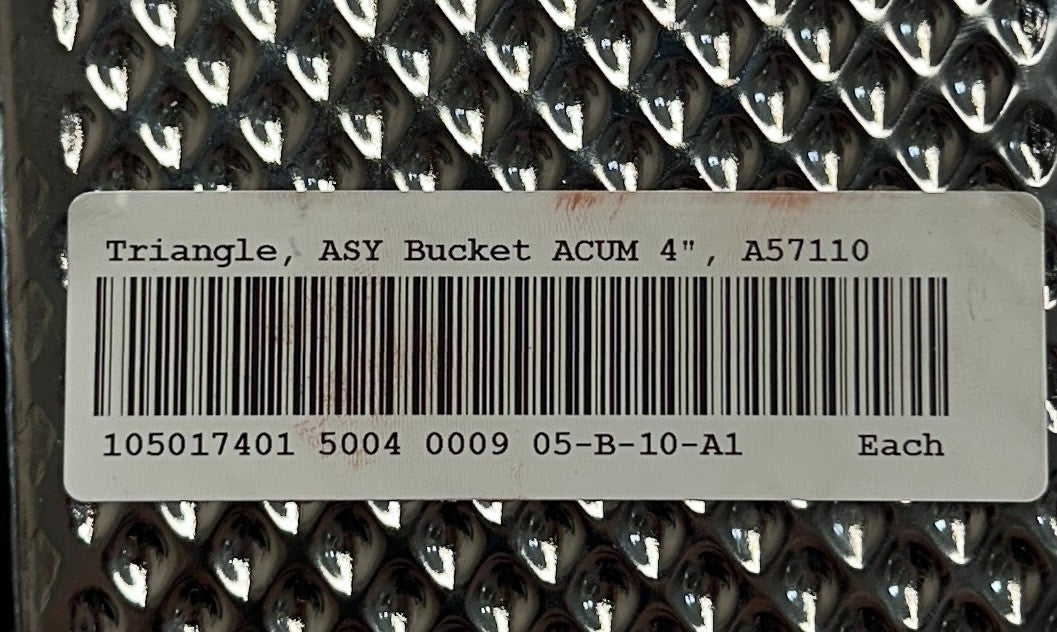 Triangle, ASY Bucket ACUM 4", A57110
105017401 5004 0009 05-B-10-A1 Each